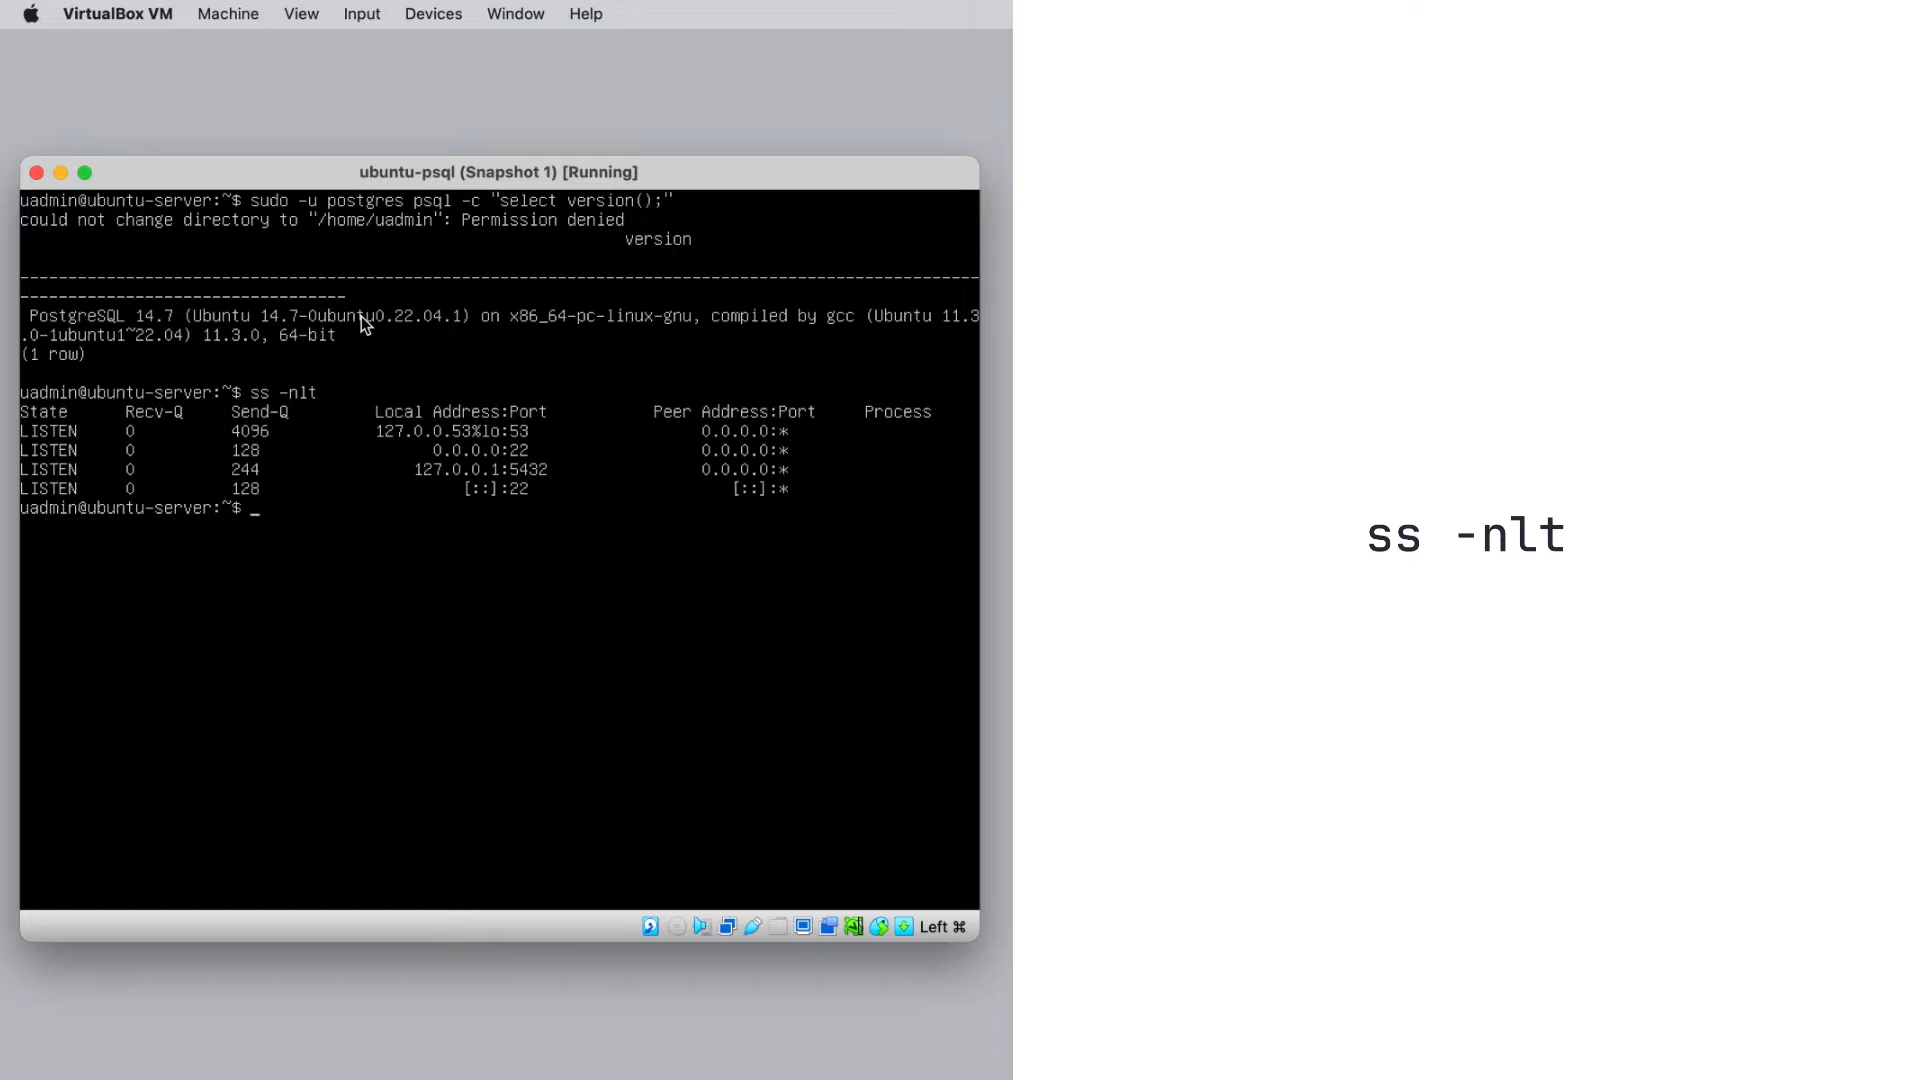 VirtualBox VM Machine View Input Devices Window Help
ubuntu-psql (Snapshot 1) [Running]
uadmin@ubuntu-server:~$ sudo -u postgres psql -c "select version();"
could not change directory to "/home/uadmin": Permission denied
version
----------------------------------------------------------------------------------------------------
----------------------------------
PostgreSQL 14.7 (Ubuntu 14.7-0ubuntu0.22.04.1) on x86_64-pc-linux-gnu, compiled by gcc (Ubuntu 11.3
.0-1ubuntu1~22.04) 11.3.0, 64-bit
(1 row)
uadmin@ubuntu-server:~$ ss -nlt
State Recv-Q Send-Q Local Address:Port Peer Address:Port Process
LISTEN 0 4096 127.0.0.53%lo:53 0.0.0.0:*
LISTEN 0 128 0.0.0.0:22 0.0.0.0:*
LISTEN 0 244 127.0.0.1:5432 0.0.0.0:*
LISTEN 0 128 [::]:22 [::]:*
uadmin@ubuntu-server:~$ _
Left ⌘
ss -nlt